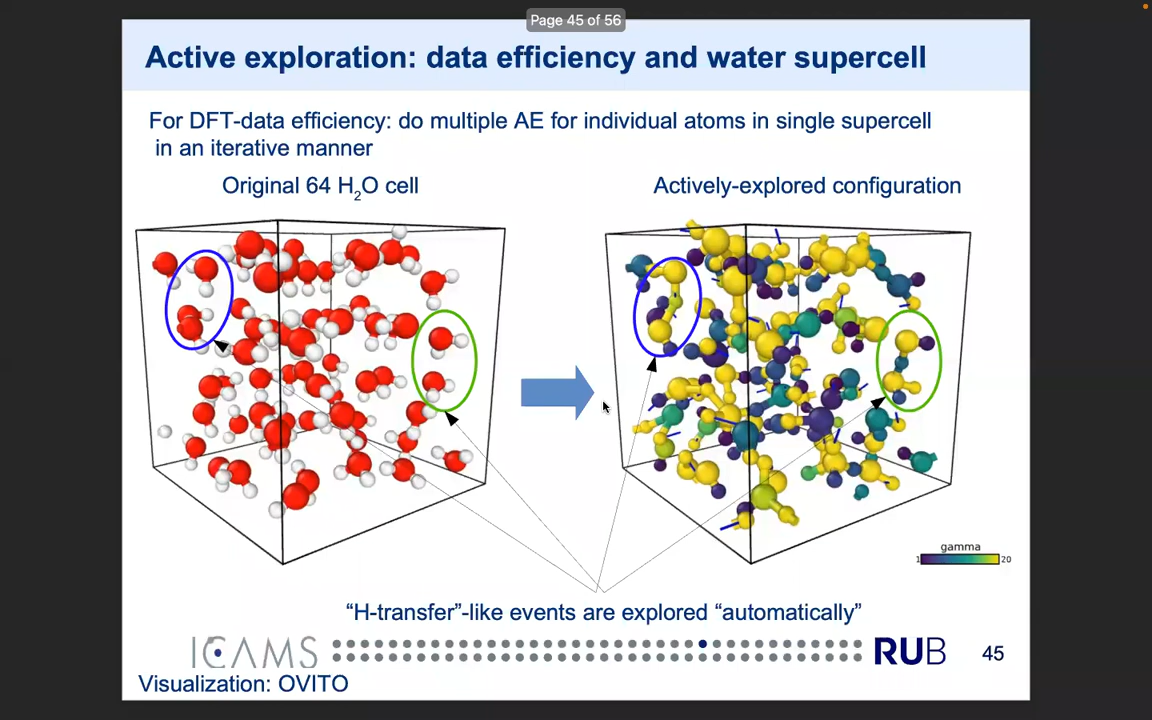 Page 45 of 56
Active exploration: data efficiency and water supercell
For DFT-data efficiency: do multiple AE for individual atoms in single supercell
in an iterative manner
Original 64 H₂O cell
Actively-explored configuration
gamma
1 20
“H-transfer”-like events are explored “automatically”
ICAMS
RUB
45
Visualization: OVITO